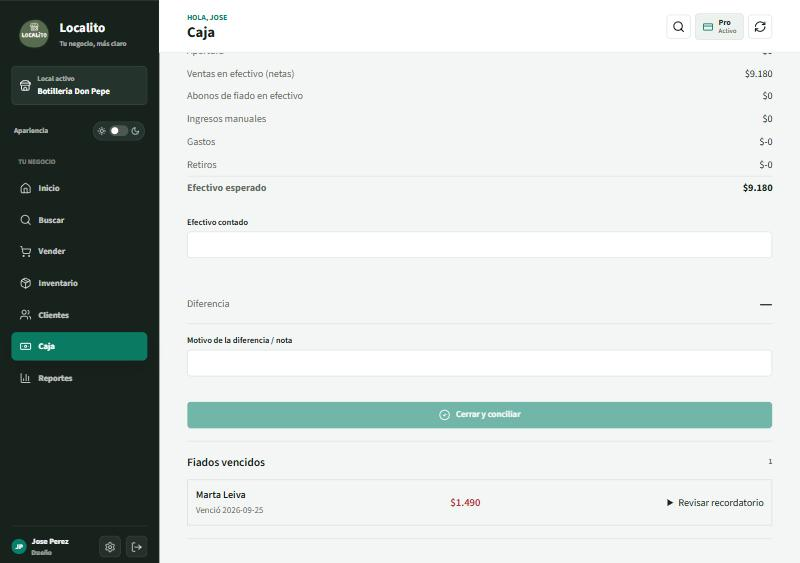 LOCALITO
Localito
Tu negocio, más claro
Local activo
Botilleria Don Pepe
Apariencia
TU NEGOCIO
Inicio
Buscar
Vender
Inventario
Clientes
Caja
Reportes
JP
Jose Perez
Dueño
HOLA, JOSE
Caja
Pro
Activo
Apertura $0
Ventas en efectivo (netas) $9.180
Abonos de fiado en efectivo $0
Ingresos manuales $0
Gastos $-0
Retiros $-0
Efectivo esperado $9.180
Efectivo contado
Diferencia —
Motivo de la diferencia / nota
Cerrar y conciliar
Fiados vencidos 1
Marta Leiva
Venció 2026-09-25
$1.490
▶ Revisar recordatorio